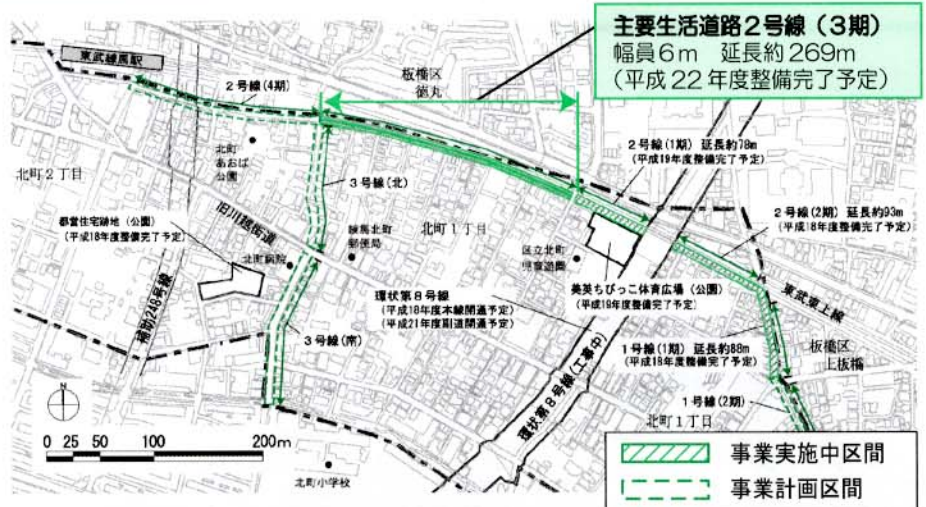 主要生活道路2号線（3期）
幅員6m　延長約269m
（平成22年度整備完了予定）
東武練馬駅
2号線(4期)
板橋区
徳丸
北町
あおば
公園
北町2丁目
3号線(北)
2号線(1期) 延長約78m
(平成19年度整備完了予定)
旧川越街道
練馬北町
郵便局
北町1丁目
2号線(2期) 延長約93m
(平成18年度整備完了予定)
都営住宅跡地（公園）
(平成18年度整備完了予定)
北町病院
区立北町
児童遊園
環状第8号線
(平成18年度本線開通予定)
(平成21年度副道開通予定)
美英ちびっこ体育広場（公園）
(平成19年度整備完了予定)
東武東上線
補助248号線
3号線(南)
1号線(1期) 延長約88m
(平成18年度整備完了予定)
板橋区
上板橋
環状第8号線(工事中)
北町1丁目
1号線(2期)
N
0 25 50 100 200m
北町小学校
事業実施中区間
事業計画区間